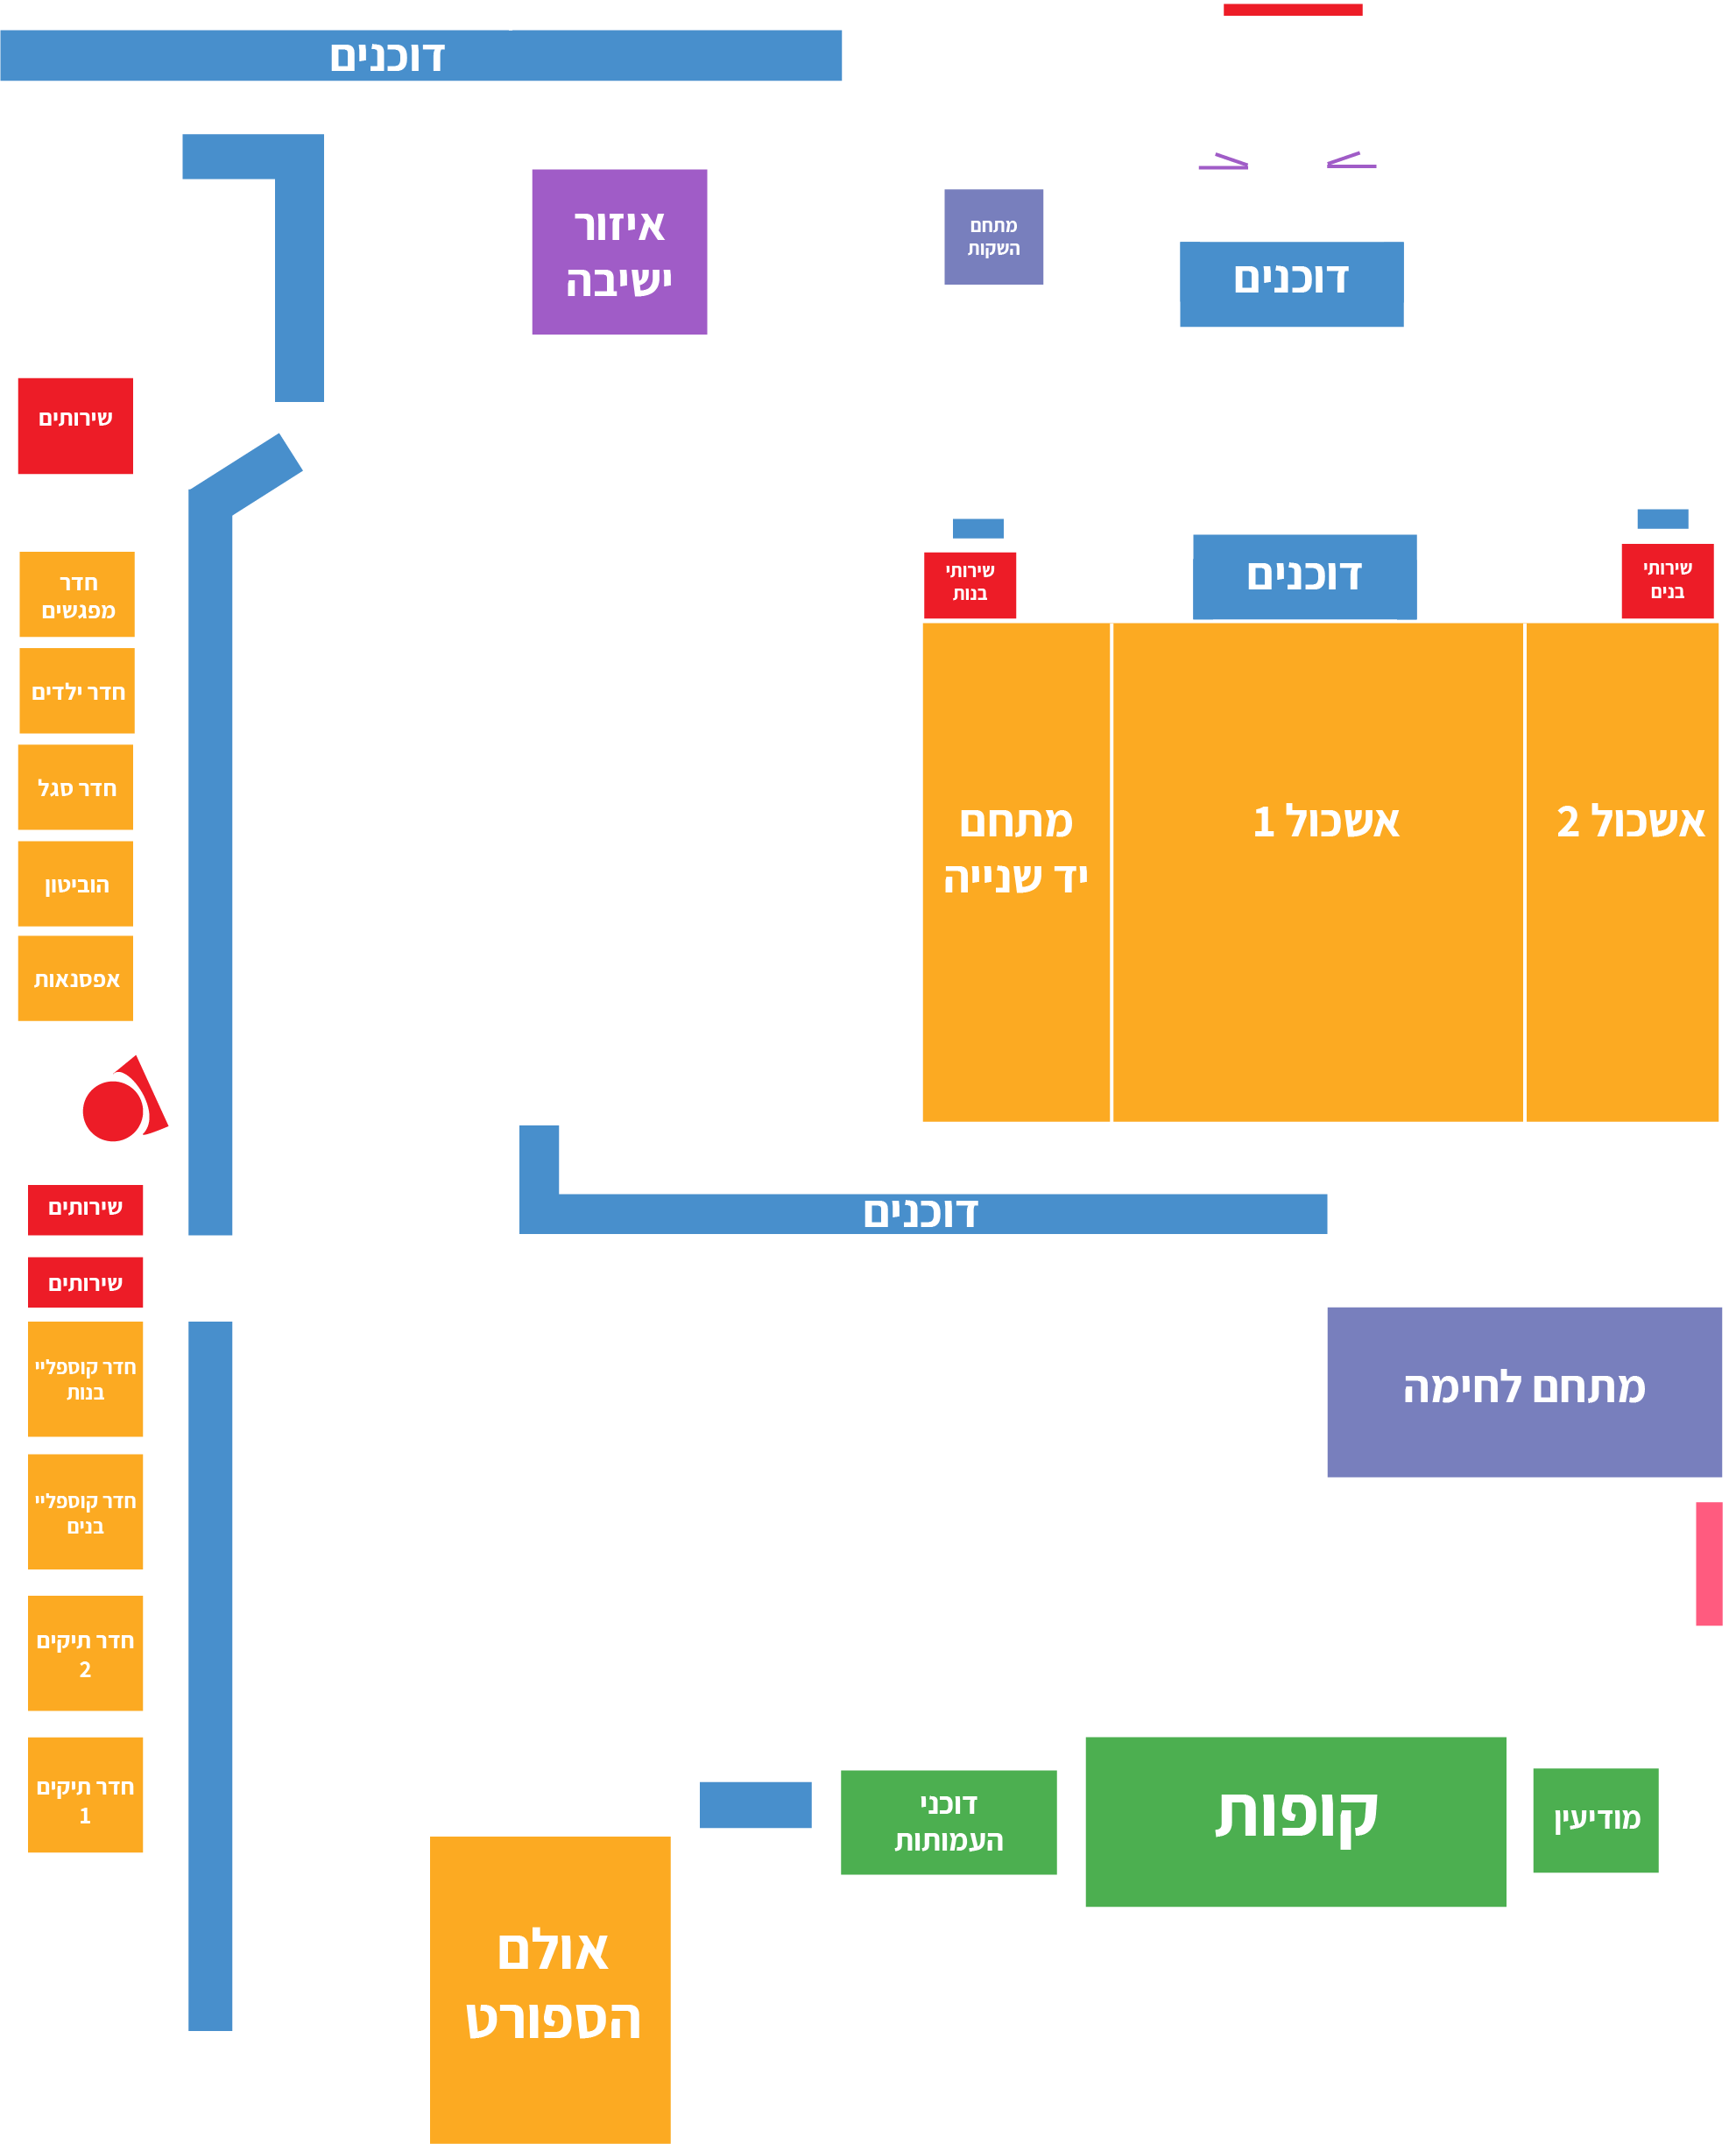 דוכנים
איזור
ישיבה
מתחם
השקות
דוכנים
שירותים
שירותי
בנות
דוכנים
שירותי
בנים
חדר
מפגשים
חדר ילדים
חדר סגל
הוביטון
אפסנאות
מתחם
יד שנייה
אשכול 1
אשכול 2
שירותים
דוכנים
שירותים
מתחם לחימה
חדר קוספליי
בנות
חדר קוספליי
בנים
חדר תיקים
2
חדר תיקים
1
דוכני
העמותות
קופות
מודיעין
אולם
הספורט